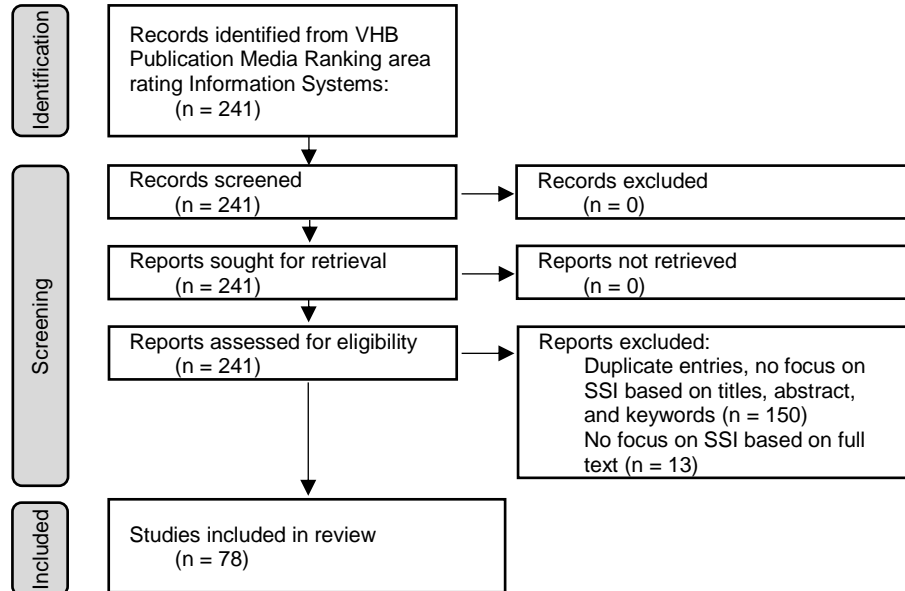 Identification
Records identified from VHB
Publication Media Ranking area
rating Information Systems:
(n = 241)
Screening
Records screened
(n = 241)
Records excluded
(n = 0)
Reports sought for retrieval
(n = 241)
Reports not retrieved
(n = 0)
Reports assessed for eligibility
(n = 241)
Reports excluded:
Duplicate entries, no focus on
SSI based on titles, abstract,
and keywords (n = 150)
No focus on SSI based on full
text (n = 13)
Included
Studies included in review
(n = 78)